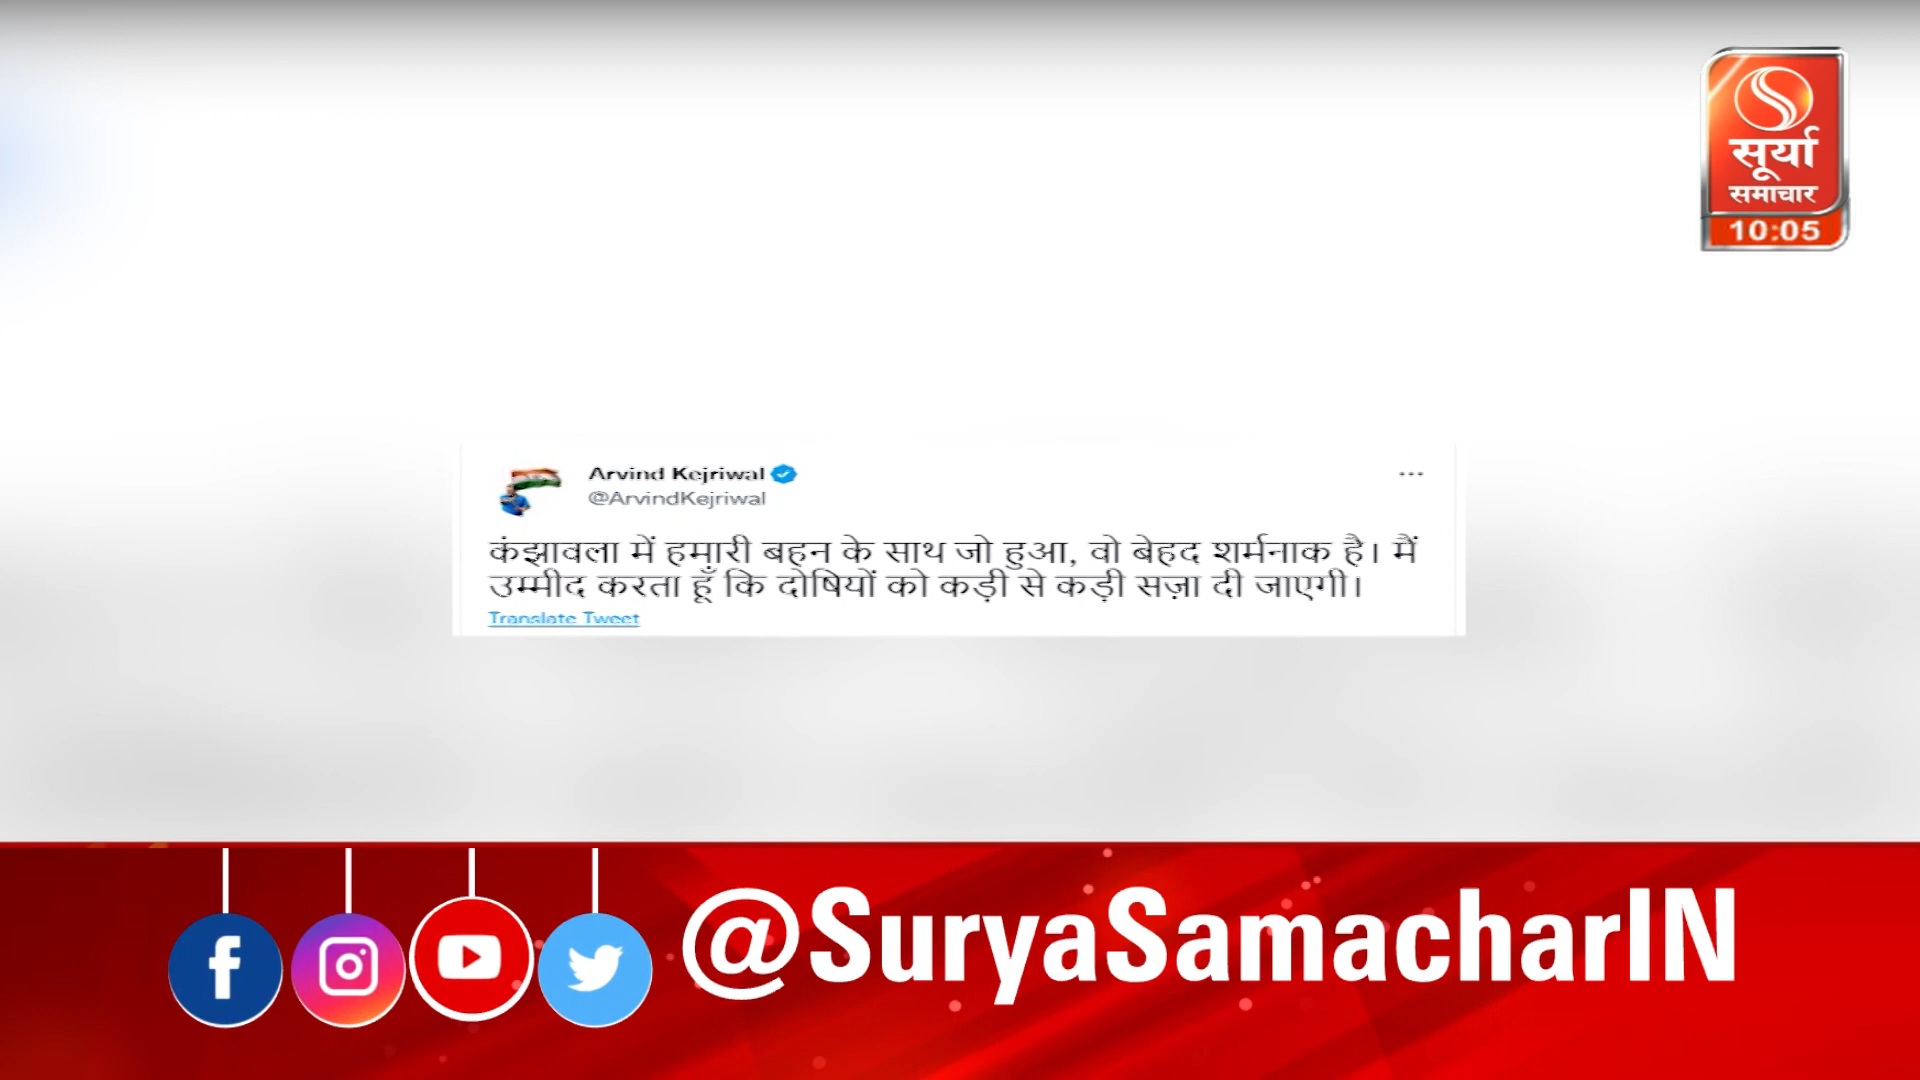 सूर्या
समाचार
10:05
Arvind Kejriwal
@ArvindKejriwal
कंझावला में हमारी बहन के साथ जो हुआ, वो बेहद शर्मनाक है। मैं
उम्मीद करता हूँ कि दोषियों को कड़ी से कड़ी सज़ा दी जाएगी।
Translate Tweet
@SuryaSamacharIN